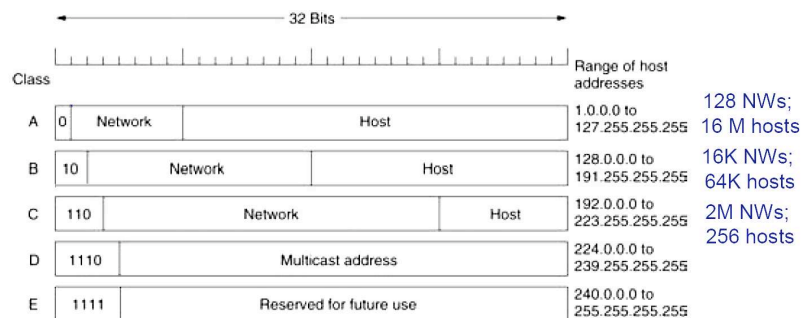 32 Bits
Class
Range of host
addresses
A
0
Network
Host
1.0.0.0 to
127.255.255.255
128 NWs;
16 M hosts
B
10
Network
Host
128.0.0.0 to
191.255.255.255
16K NWs;
64K hosts
C
110
Network
Host
192.0.0.0 to
223.255.255.255
2M NWs;
256 hosts
D
1110
Multicast address
224.0.0.0 to
239.255.255.255
E
1111
Reserved for future use
240.0.0.0 to
255.255.255.255